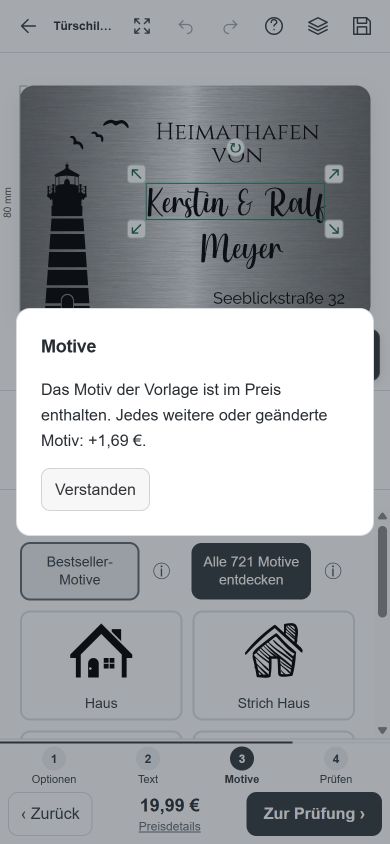 Türschil...
80 mm
HEIMATHAFEN
VON
Kerstin & Ralf
Meyer
Seeblickstraße 32
Motive
Das Motiv der Vorlage ist im Preis
enthalten. Jedes weitere oder geänderte
Motiv: +1,69 €.
Verstanden
Bestseller-
Motive
Alle 721 Motive
entdecken
Haus
Strich Haus
1
2
3
4
Optionen
Text
Motive
Prüfen
‹ Zurück
19,99 €
Preisdetails
Zur Prüfung ›